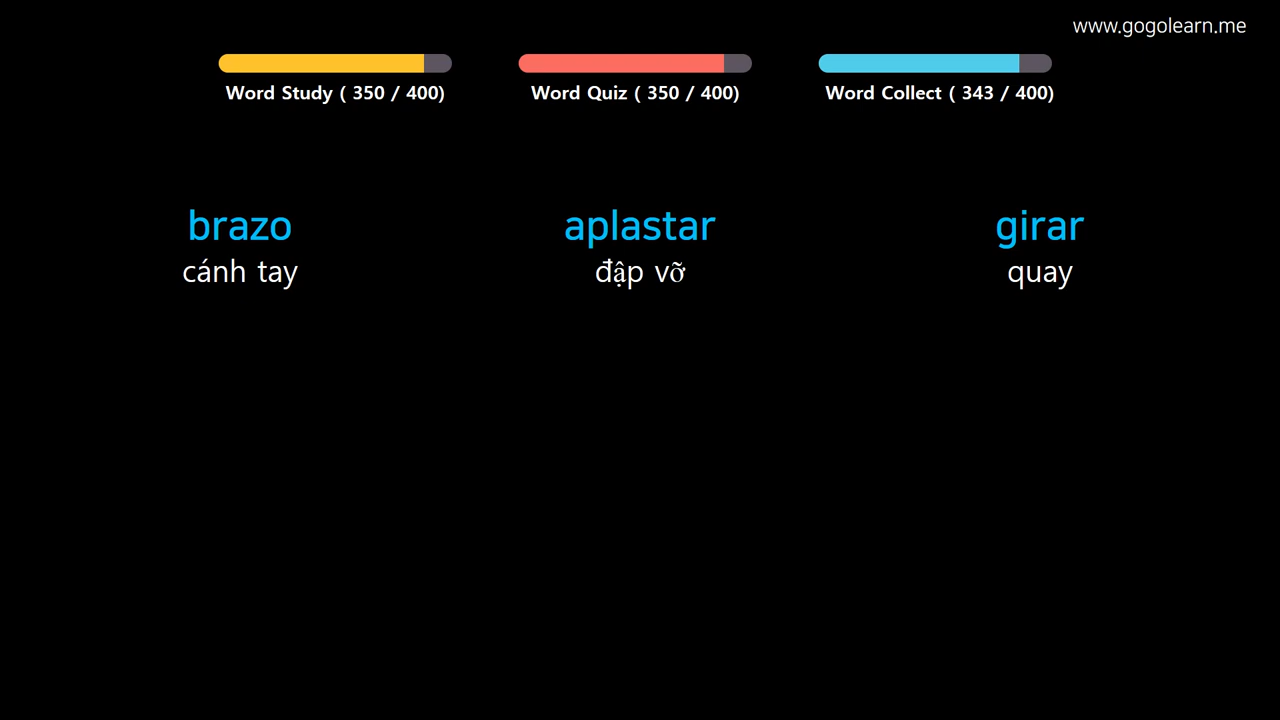 www.gogolearn.me
Word Study ( 350 / 400)
Word Quiz ( 350 / 400)
Word Collect ( 343 / 400)
brazo
cánh tay
aplastar
đập vỡ
girar
quay